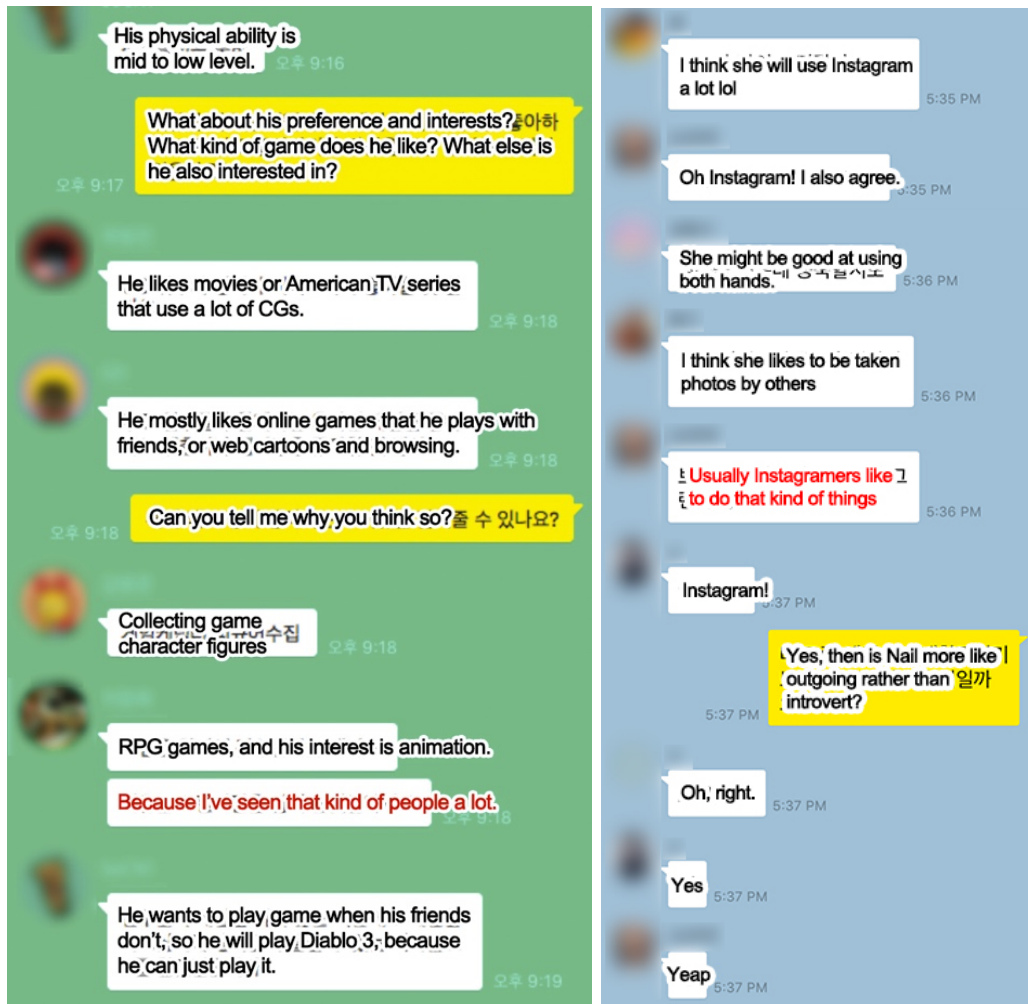 His physical ability is
mid to low level.
오후 9:16
What about his preference and interests?좋아하
What kind of game does he like? What else is
he also interested in?
오후 9:17
He likes movies or American TV series
that use a lot of CGs.
오후 9:18
He mostly likes online games that he plays with
friends, or web cartoons and browsing.
오후 9:18
Can you tell me why you think so?줄 수 있나요?
오후 9:18
Collecting game
character figures
오후 9:18
RPG games, and his interest is animation.
Because I've seen that kind of people a lot.
오후 9:18
He wants to play game when his friends
don't, so he will play Diablo 3, because
he can just play it.
오후 9:19
I think she will use Instagram
a lot lol
5:35 PM
Oh Instagram! I also agree.
5:35 PM
She might be good at using
both hands.
5:36 PM
I think she likes to be taken
photos by others
5:36 PM
Usually Instagramers like
to do that kind of things
5:36 PM
Instagram!
5:37 PM
Yes, then is Nail more like
outgoing rather than 일까
introvert?
5:37 PM
Oh, right.
5:37 PM
Yes
5:37 PM
Yeap
5:37 PM